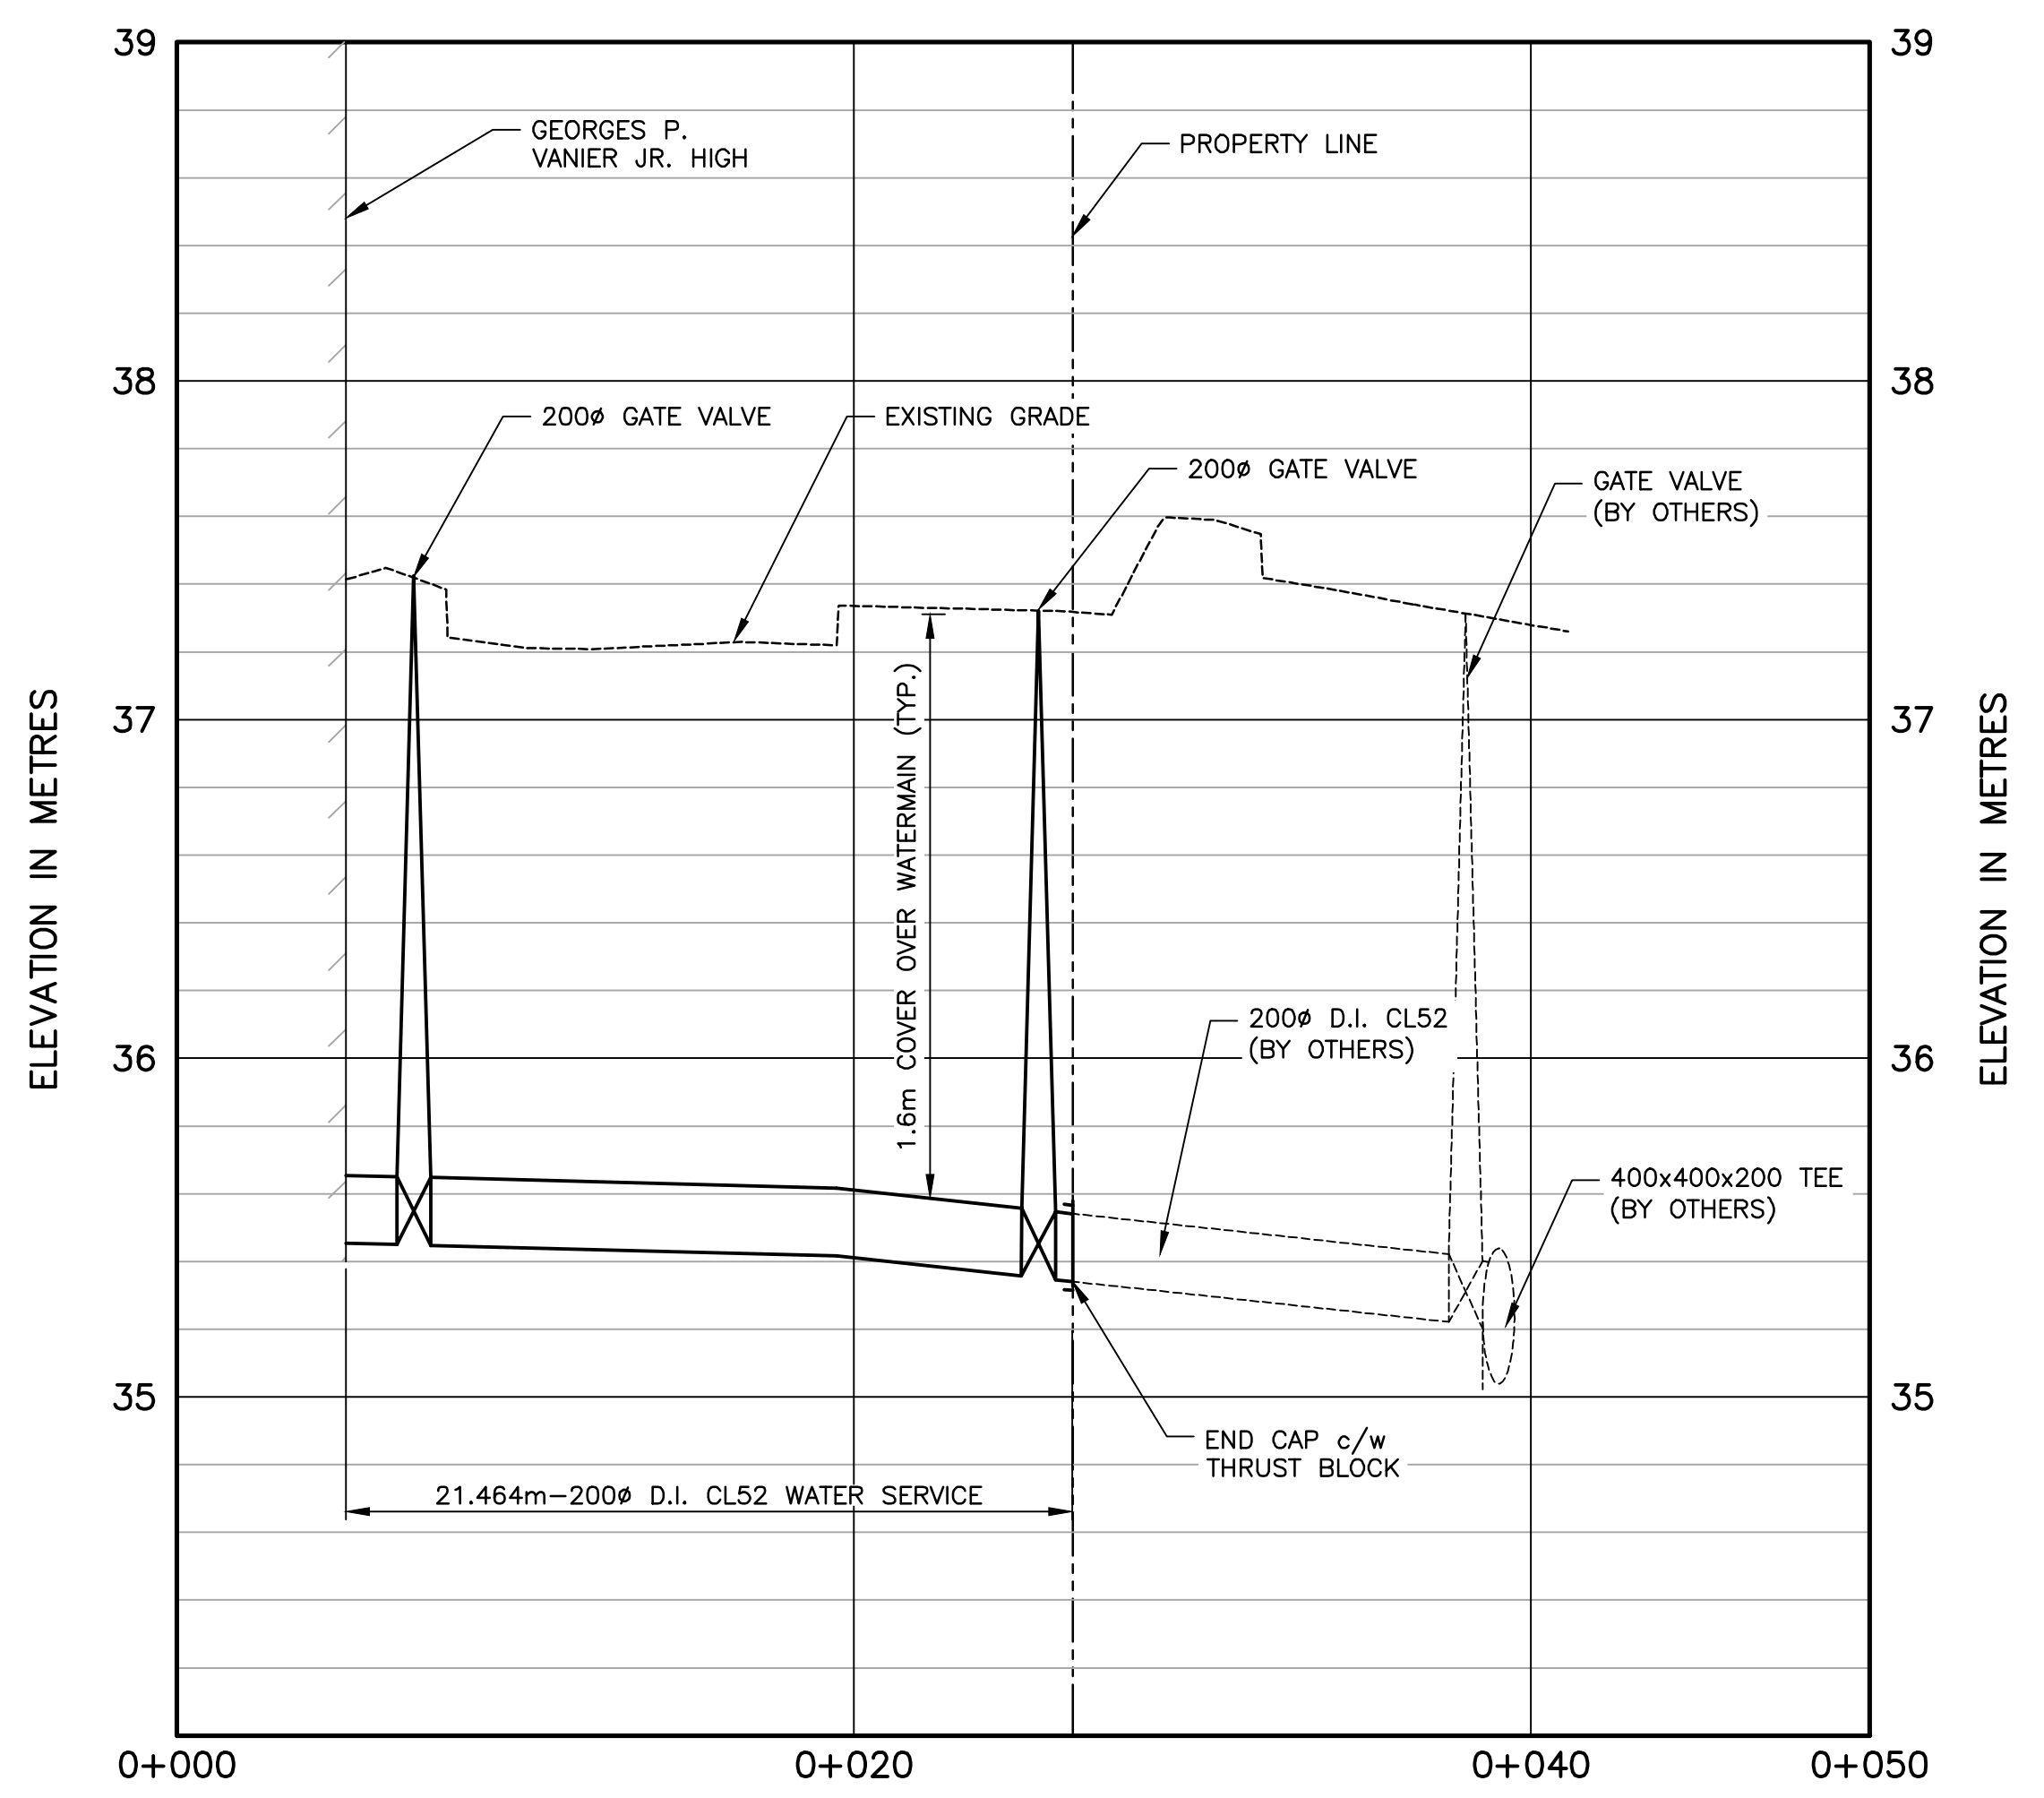 39
39
GEORGES P.
VANIER JR. HIGH
PROPERTY LINE
38
38
200ø GATE VALVE
EXISTING GRADE
200ø GATE VALVE
GATE VALVE
(BY OTHERS)
37
37
ELEVATION IN METRES
ELEVATION IN METRES
1.6m COVER OVER WATERMAIN (TYP.)
200ø D.I. CL52
(BY OTHERS)
36
36
400x400x200 TEE
(BY OTHERS)
35
35
END CAP c/w
THRUST BLOCK
21.464m–200ø D.I. CL52 WATER SERVICE
0+000
0+020
0+040
0+050